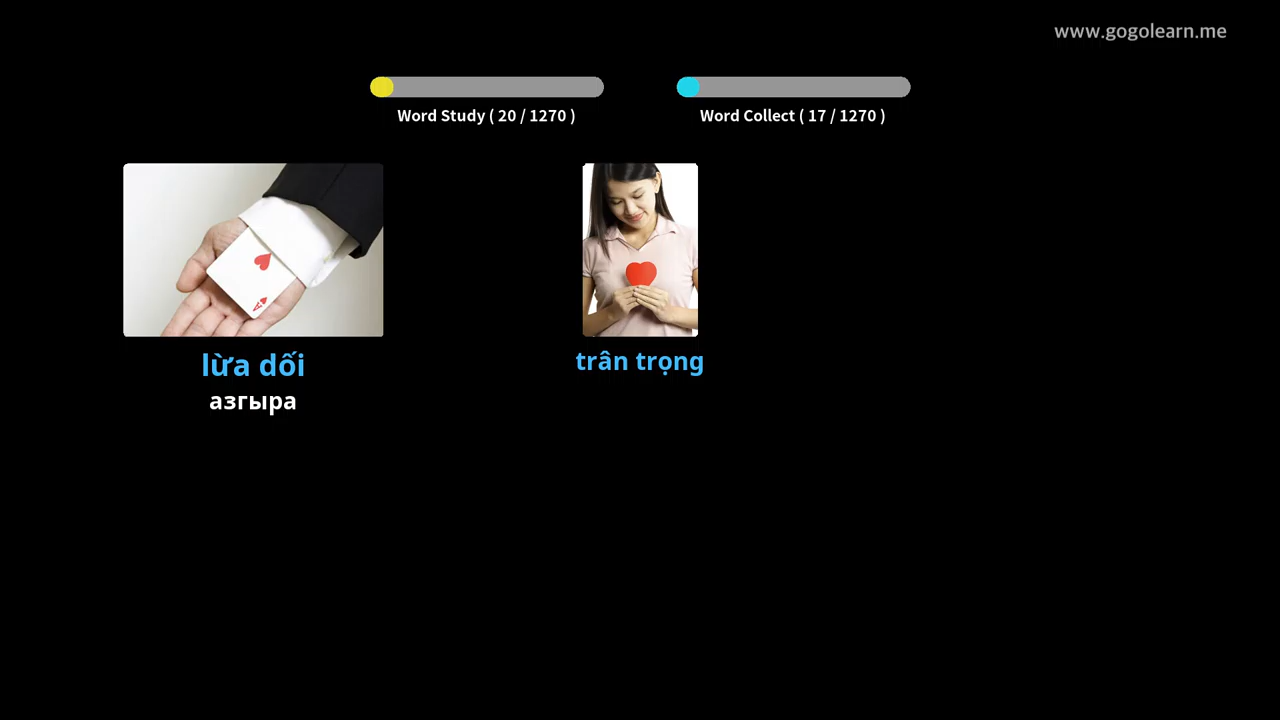 www.gogolearn.me
Word Study ( 20 / 1270 )
Word Collect ( 17 / 1270 )
lừa dối
азгыра
trân trọng
A